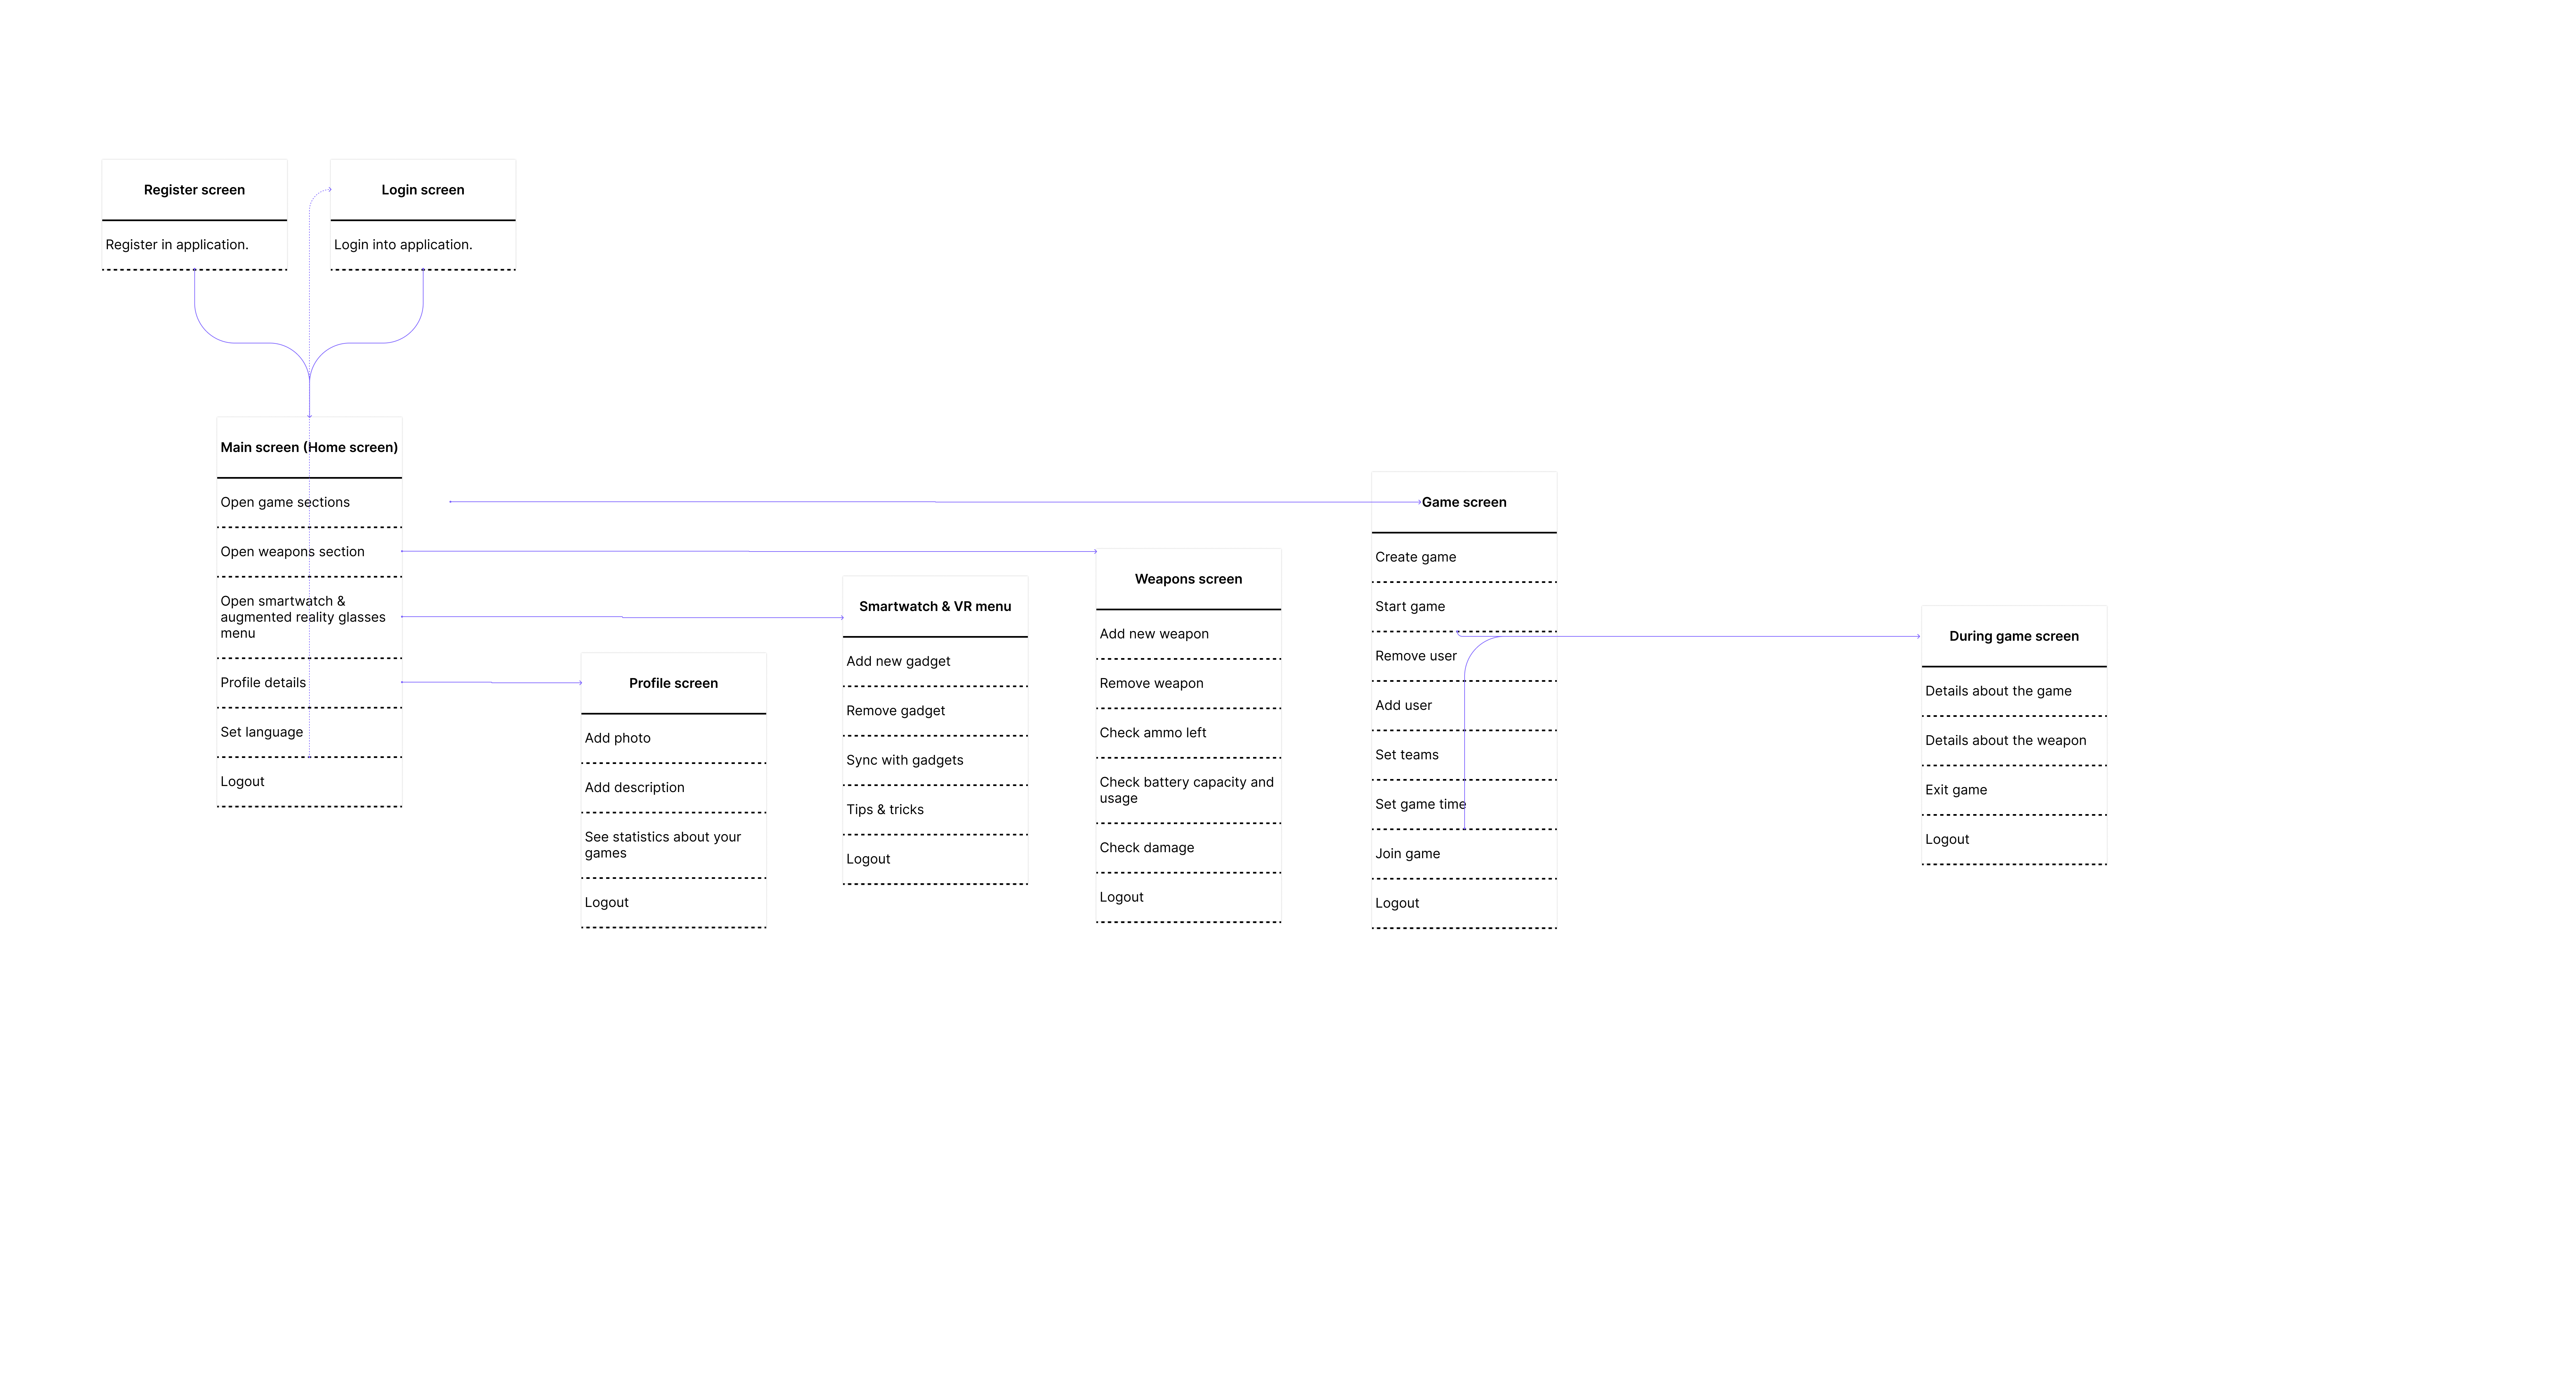 Register screen
Register in application.
Login screen
Login into application.
Main screen (Home screen)
Open game sections
Open weapons section
Open smartwatch &
augmented reality glasses
menu
Profile details
Set language
Logout
Profile screen
Add photo
Add description
See statistics about your
games
Logout
Smartwatch & VR menu
Add new gadget
Remove gadget
Sync with gadgets
Tips & tricks
Logout
Weapons screen
Add new weapon
Remove weapon
Check ammo left
Check battery capacity and
usage
Check damage
Logout
Game screen
Create game
Start game
Remove user
Add user
Set teams
Set game time
Join game
Logout
During game screen
Details about the game
Details about the weapon
Exit game
Logout